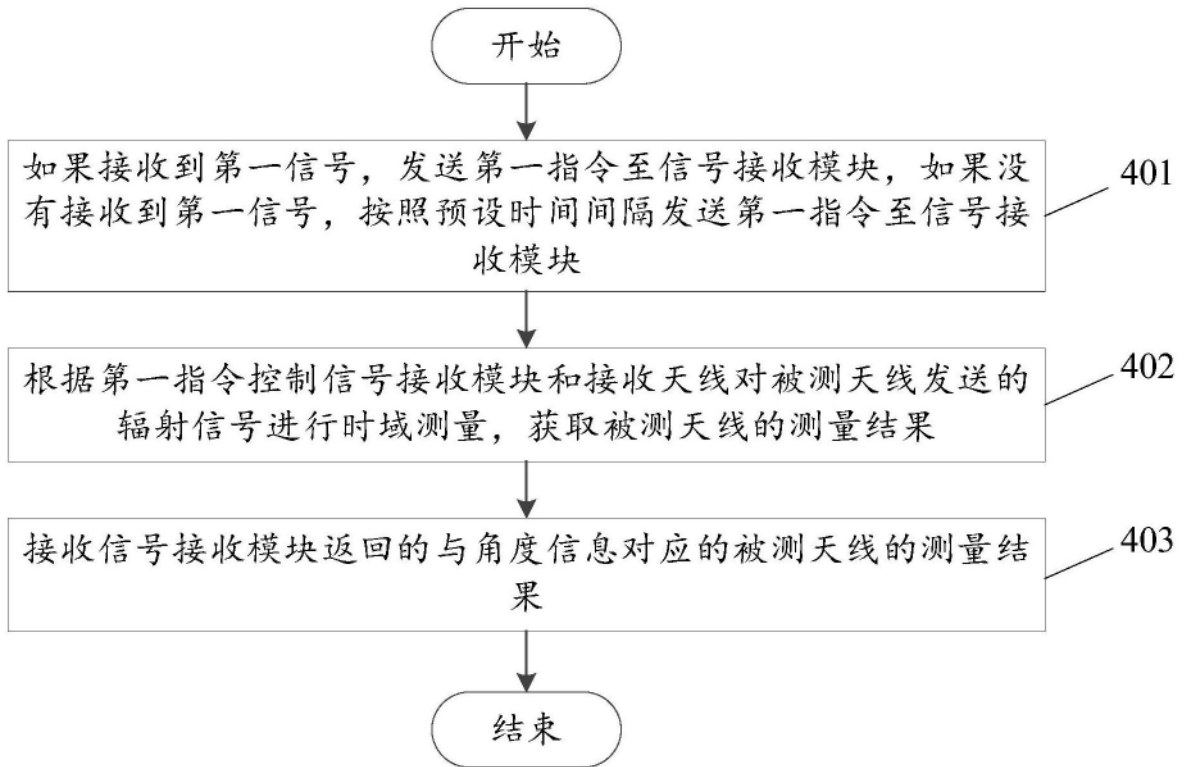 开始
如果接收到第一信号，发送第一指令至信号接收模块，如果没
有接收到第一信号，按照预设时间间隔发送第一指令至信号接
收模块
401
根据第一指令控制信号接收模块和接收天线对被测天线发送的
辐射信号进行时域测量，获取被测天线的测量结果
402
接收信号接收模块返回的与角度信息对应的被测天线的测量结
果
403
结束